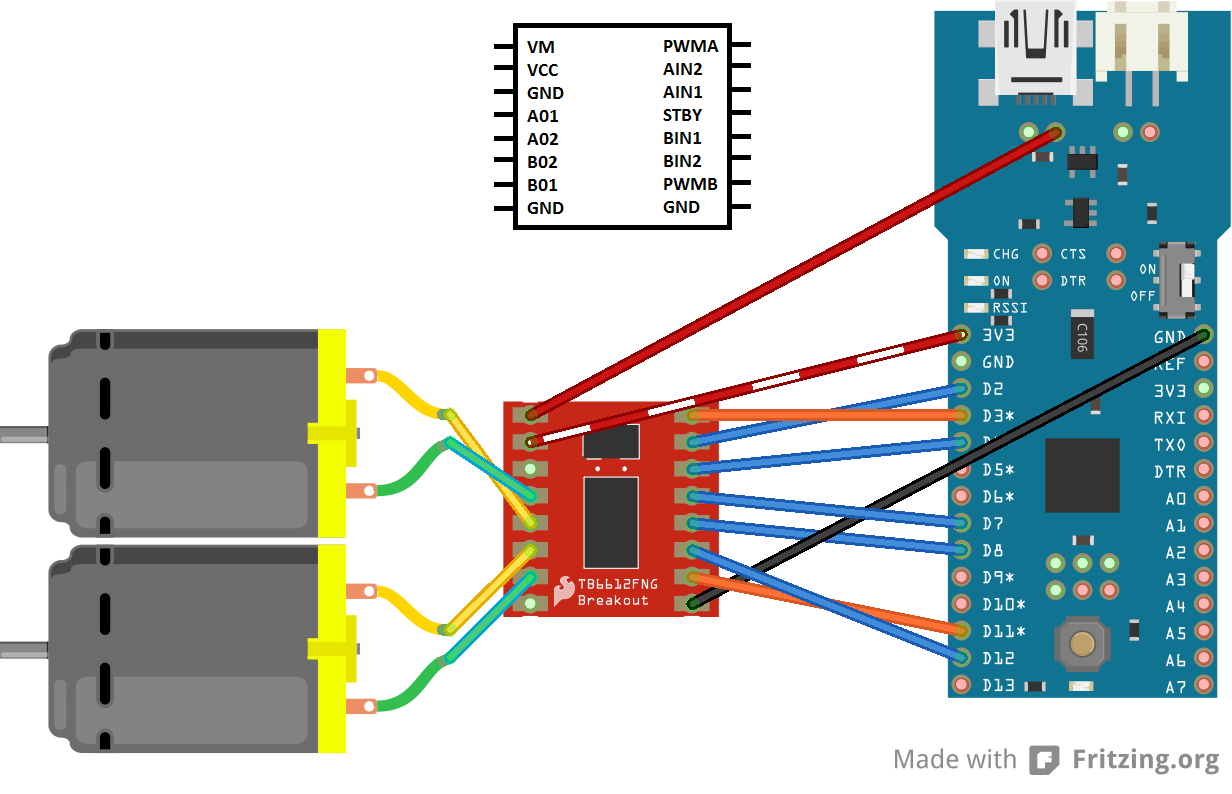 VM
VCC
GND
A01
A02
B02
B01
GND
PWMA
AIN2
AIN1
STBY
BIN1
BIN2
PWMB
GND
CHG
ON
RSSI
CTS
DTR
ON
OFF
C106
3V3
GND
D2
D3*
D5*
D6*
D7
D8
D9*
D10*
D11*
D12
D13
GND
REF
3V3
RXI
TXO
DTR
A0
A1
A2
A3
A4
A5
A6
A7
TB6612FNG
Breakout
Made with Fritzing.org